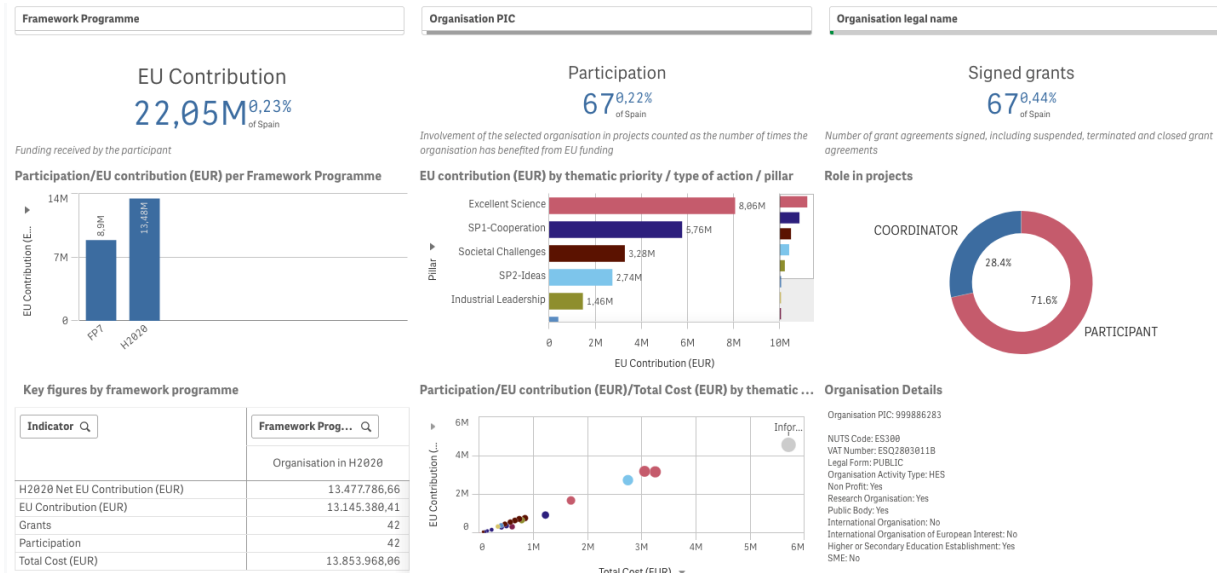 Framework Programme
Organisation PIC
Organisation legal name
EU Contribution
22,05M 0,23%
of Spain
Funding received by the participant
Participation
67 0,22%
of Spain
Involvement of the selected organisation in projects counted as the number of times the
organisation has benefited from EU funding
Signed grants
67 0,44%
of Spain
Number of grant agreements signed, including suspended, terminated and closed grant
agreements
Participation/EU contribution (EUR) per Framework Programme
EU Contribution (E...
14M
7M
0
8,9M
13,48M
FP7
H2020
EU contribution (EUR) by thematic priority / type of action / pillar
Pillar
Excellent Science
8,06M
SP1-Cooperation
5,76M
Societal Challenges
3,28M
SP2-Ideas
2,74M
Industrial Leadership
1,46M
0 2M 4M 6M 8M 10M
EU Contribution (EUR)
Role in projects
COORDINATOR
28.4%
71.6%
PARTICIPANT
Key figures by framework programme
Indicator
Framework Prog...
Organisation in H2020
H2020 Net EU Contribution (EUR) 13.477.786,66
EU Contribution (EUR) 13.145.380,41
Grants 42
Participation 42
Total Cost (EUR) 13.853.968,06
Participation/EU contribution (EUR)/Total Cost (EUR) by thematic ...
EU Contribution (...
6M
4M
2M
0
Infor...
0 1M 2M 3M 4M 5M 6M
Total Cost (EUR)
Organisation Details
Organisation PIC: 999886283
NUTS Code: ES300
VAT Number: ESQ2803011B
Legal Form: PUBLIC
Organisation Activity Type: HES
Non Profit: Yes
Research Organisation: Yes
Public Body: Yes
International Organisation: No
International Organisation of European Interest: No
Higher or Secondary Education Establishment: Yes
SME: No